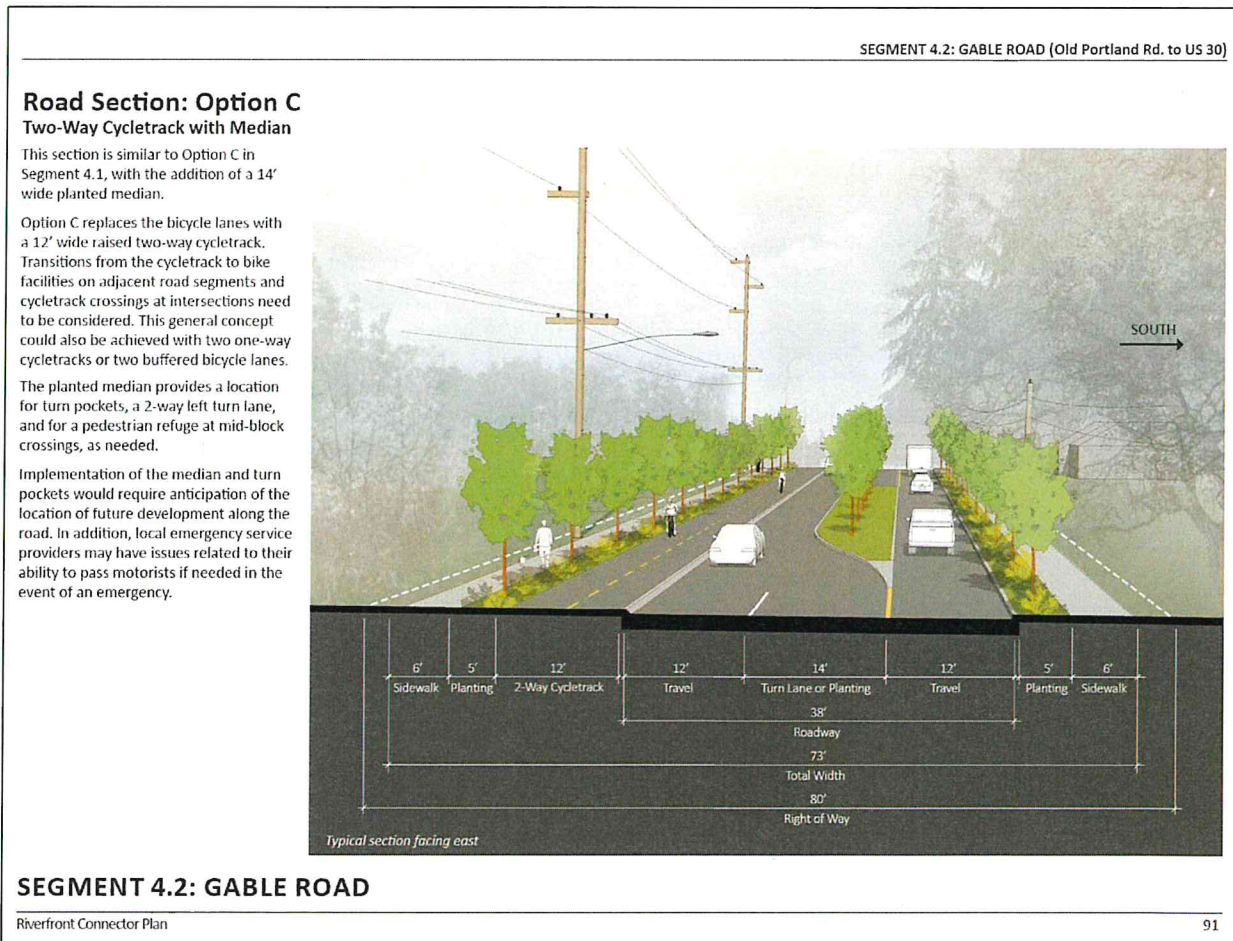 SEGMENT 4.2: GABLE ROAD (Old Portland Rd. to US 30)
Road Section: Option C
Two-Way Cycletrack with Median
This section is similar to Option C in
Segment 4.1, with the addition of a 14’
wide planted median.
Option C replaces the bicycle lanes with
a 12’ wide raised two-way cycletrack.
Transitions from the cycletrack to bike
facilities on adjacent road segments and
cycletrack crossings at intersections need
to be considered. This general concept
could also be achieved with two one-way
cycletracks or two buffered bicycle lanes.
The planted median provides a location
for turn pockets, a 2-way left turn lane,
and for a pedestrian refuge at mid-block
crossings, as needed.
Implementation of the median and turn
pockets would require anticipation of the
location of future development along the
road. In addition, local emergency service
providers may have issues related to their
ability to pass motorists if needed in the
event of an emergency.
SOUTH
6’ 5’ 12’ 12’ 14’ 12’ 5’ 6’
Sidewalk Planting 2-Way Cycletrack Travel Turn Lane or Planting Travel Planting Sidewalk
38’
Roadway
73’
Total Width
80’
Right of Way
Typical section facing east
SEGMENT 4.2: GABLE ROAD
Riverfront Connector Plan 91